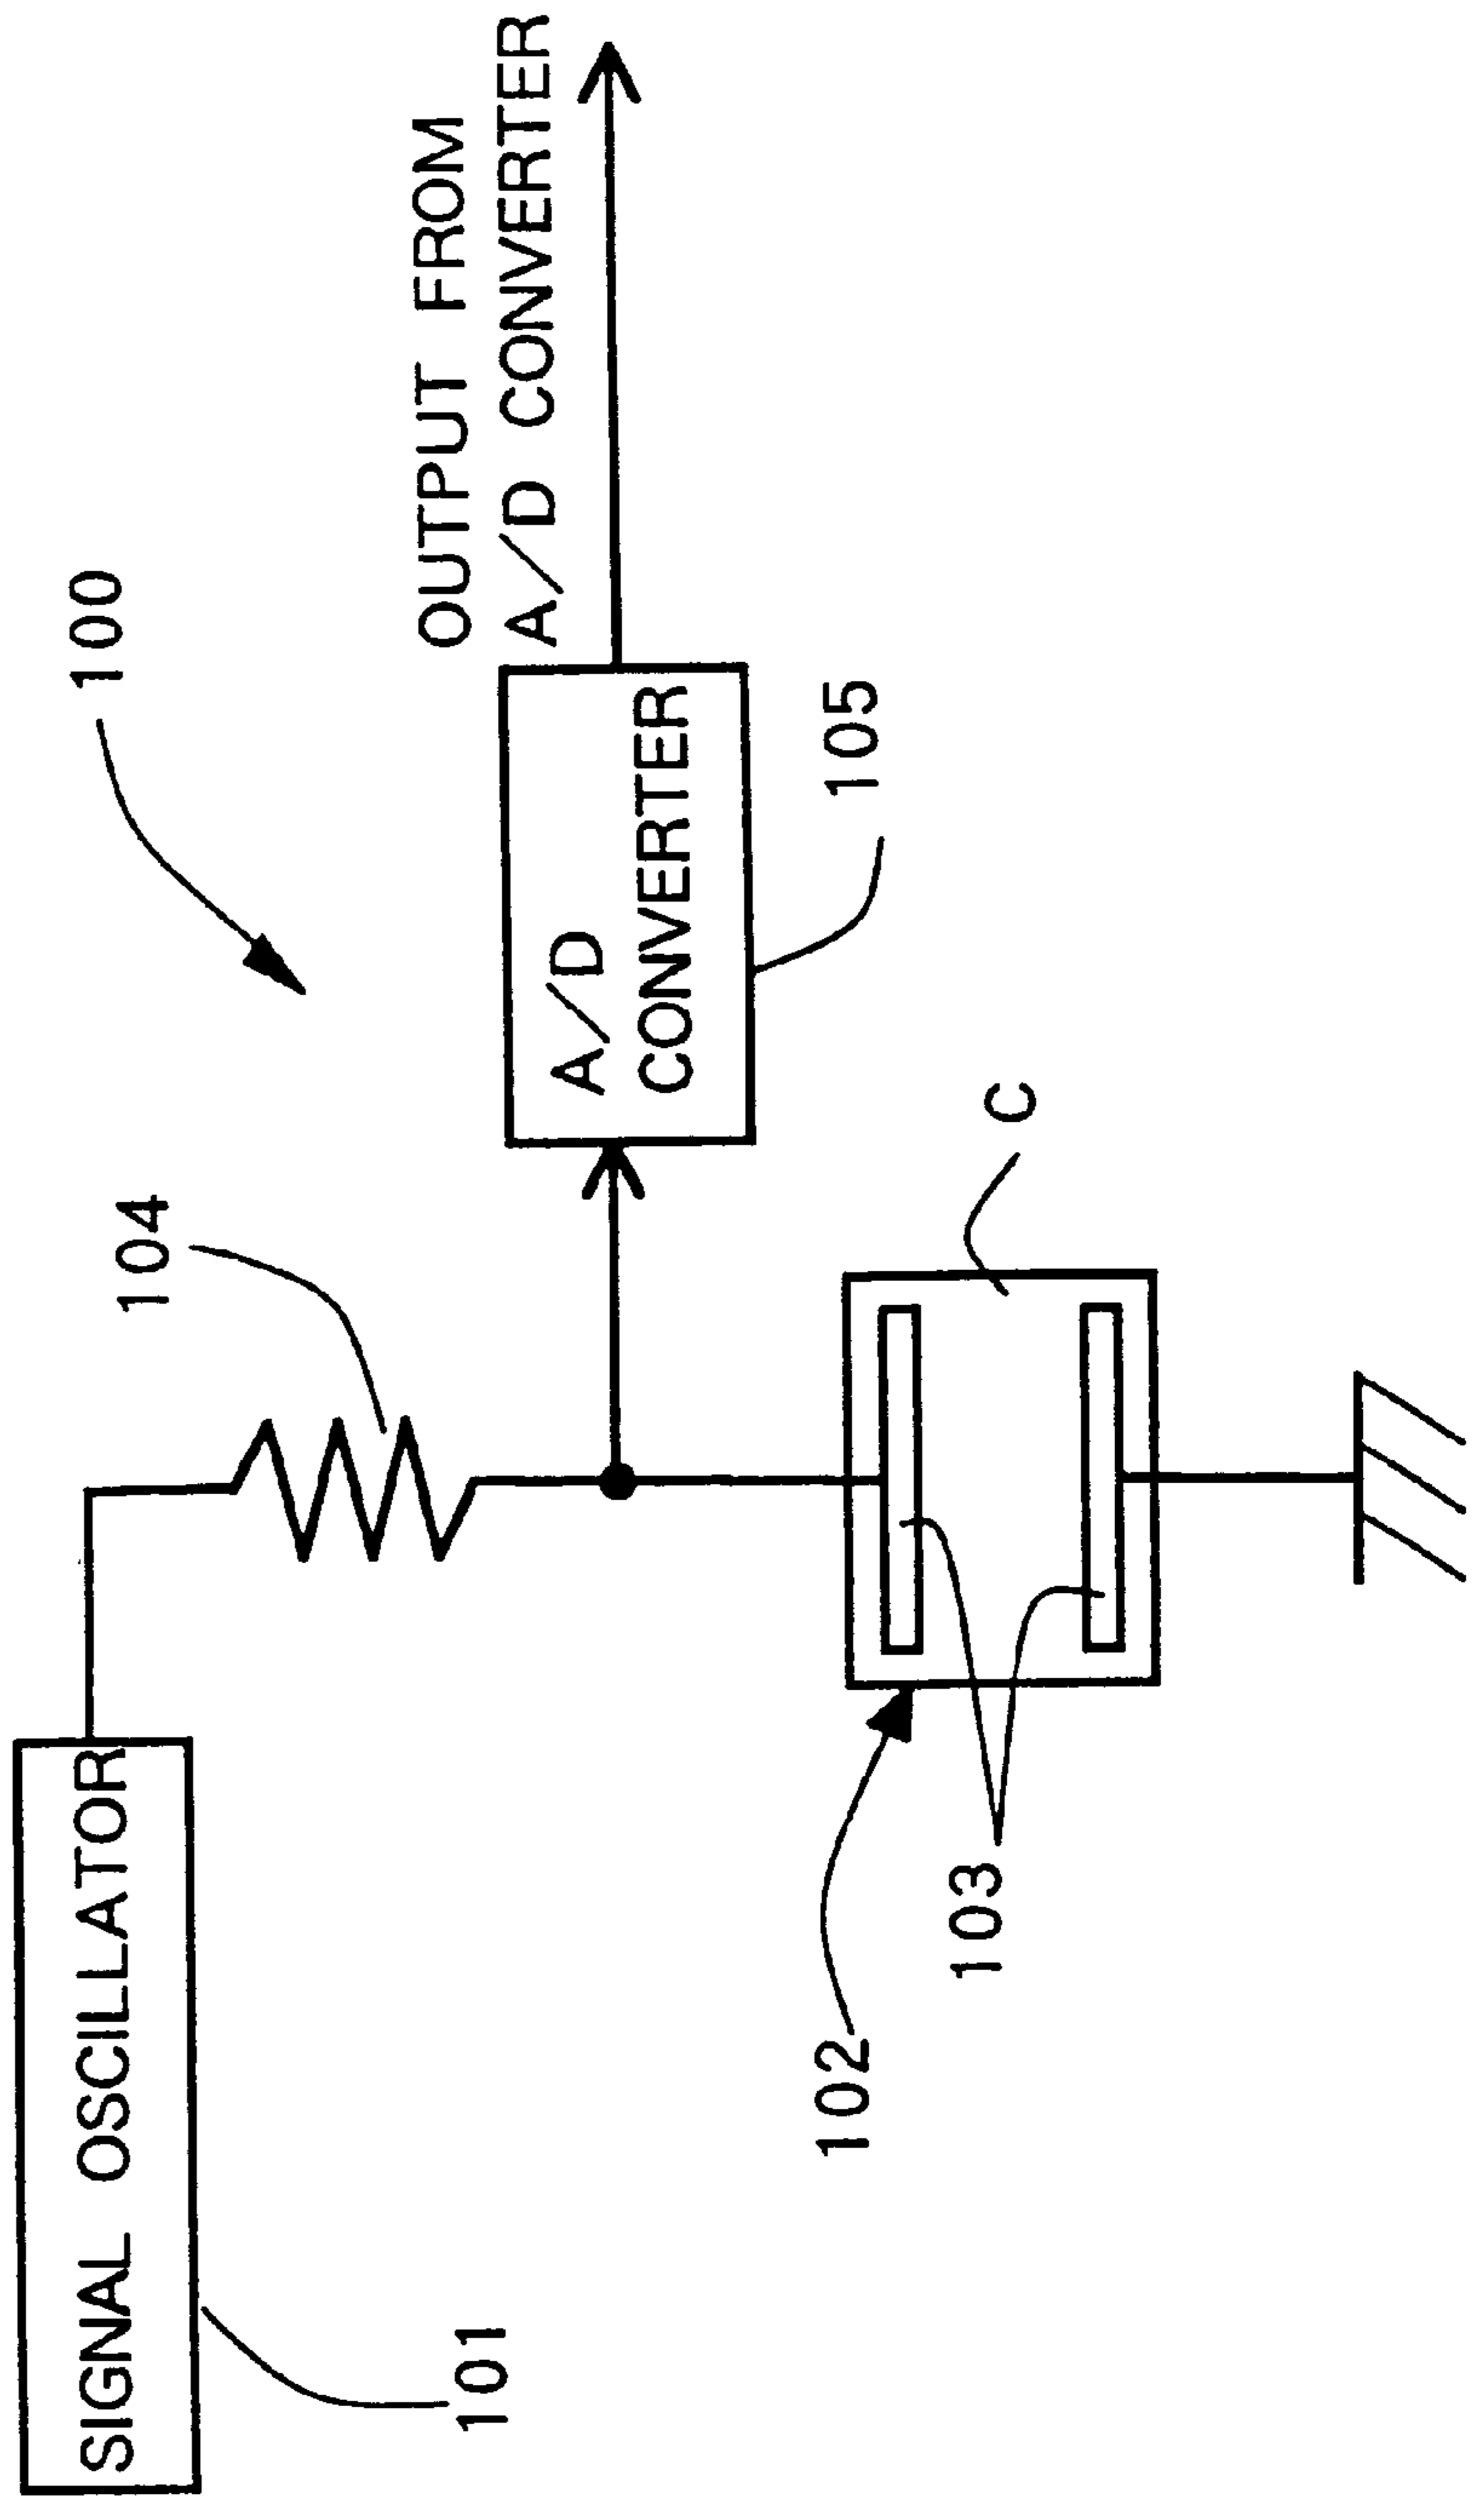 100
SIGNAL OSCILLATOR
104
101
OUTPUT FROM
A/D CONVERTER
A/D
CONVERTER
105
102
103
C